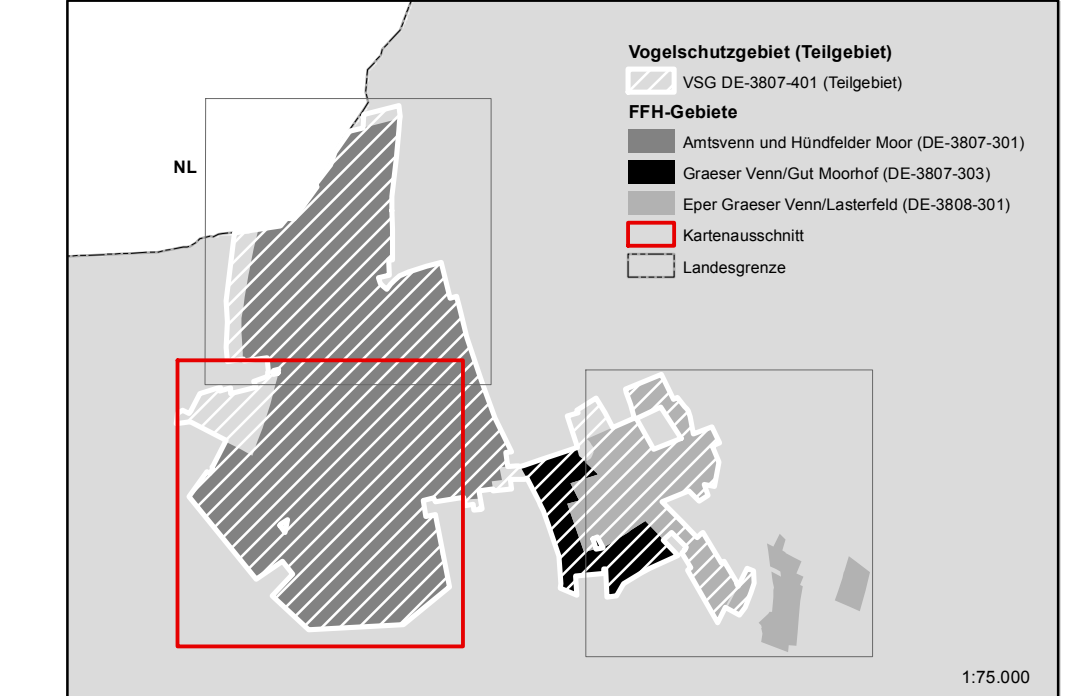 Vogelschutzgebiet (Teilgebiet)
VSG DE-3807-401 (Teilgebiet)
FFH-Gebiete
Amtsvenn und Hündfelder Moor (DE-3807-301)
Graeser Venn/Gut Moorhof (DE-3807-303)
Eper Graeser Venn/Lasterfeld (DE-3808-301)
Kartenausschnitt
Landesgrenze
NL
1:75.000